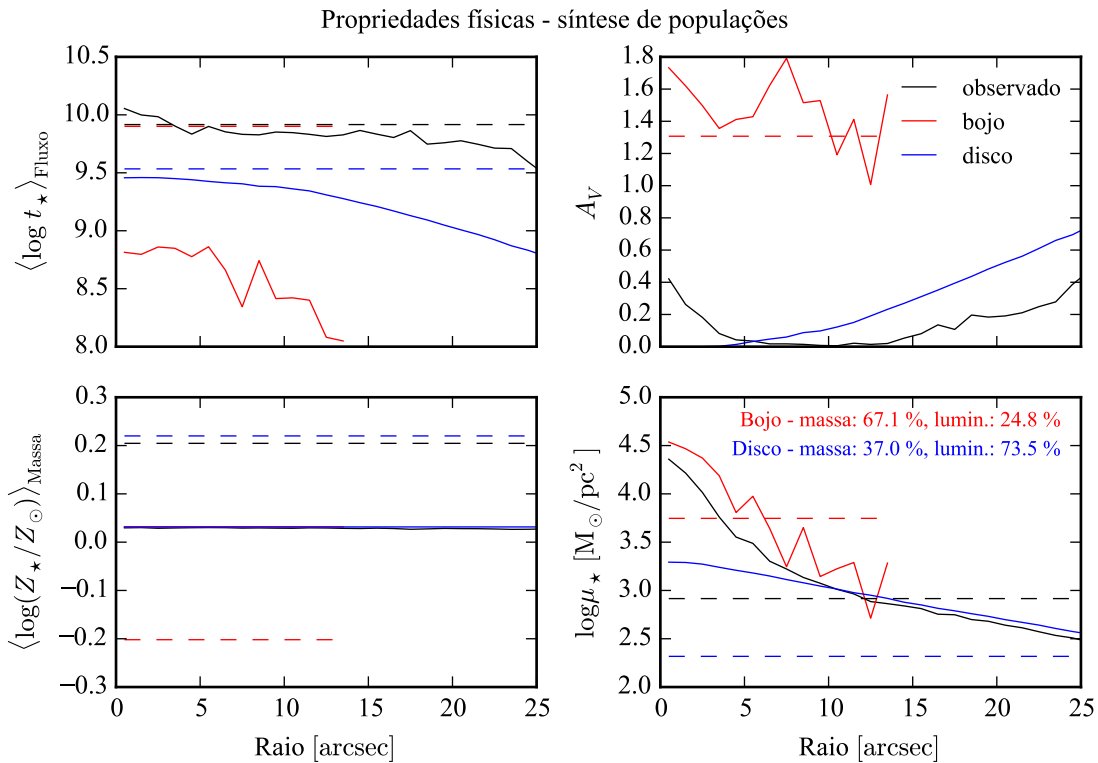 Propriedades físicas - síntese de populações
10.5
10.0
9.5
9.0
8.5
8.0
⟨log t⋆⟩Fluxo
1.8
1.6
1.4
1.2
1.0
0.8
0.6
0.4
0.2
0.0
A_V
observado
bojo
disco
0.3
0.2
0.1
0.0
−0.1
−0.2
−0.3
⟨log(Z⋆/Z⊙)⟩Massa
0 5 10 15 20 25
Raio [arcsec]
5.0
4.5
4.0
3.5
3.0
2.5
2.0
logμ⋆ [M⊙/pc²]
Bojo - massa: 67.1 %, lumin.: 24.8 %
Disco - massa: 37.0 %, lumin.: 73.5 %
0 5 10 15 20 25
Raio [arcsec]